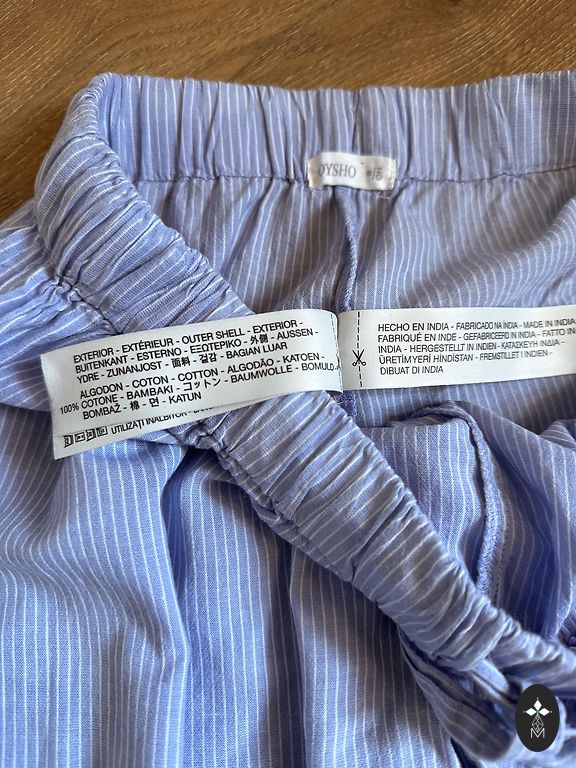 OYSHO
EXTERIOR - EXTÉRIEUR - OUTER SHELL - EXTERIOR -
BUITENKANT - ESTERNO - ΕΞΩΤΕΡΙΚΟ - 外側 - AUSSEN -
YDRE - ZUNANJOST - 面料 - 겉감 - BAGIAN LUAR
ALGODON - COTON - COTTON - ALGODÃO - KATOEN -
100% COTONE - BAMBAKI - コットン - BAUMWOLLE - BOMULD -
BOMBAŽ - 棉 - 면 - KATUN
UTILIZAȚI
HECHO EN INDIA - FABRICADO NA ÍNDIA - MADE IN INDIA
FABRIQUÉ EN INDE - GEFABRICEERD IN INDIA - FATTO IN
INDIA - HERGESTELLT IN INDIEN - ΚΑΤΑΣΚΕΥΗ ΙΝΔΙΑ -
ÜRETİMYERİ HİNDİSTAN - FREMSTILLET I INDIEN -
DIBUAT DI INDIA
M